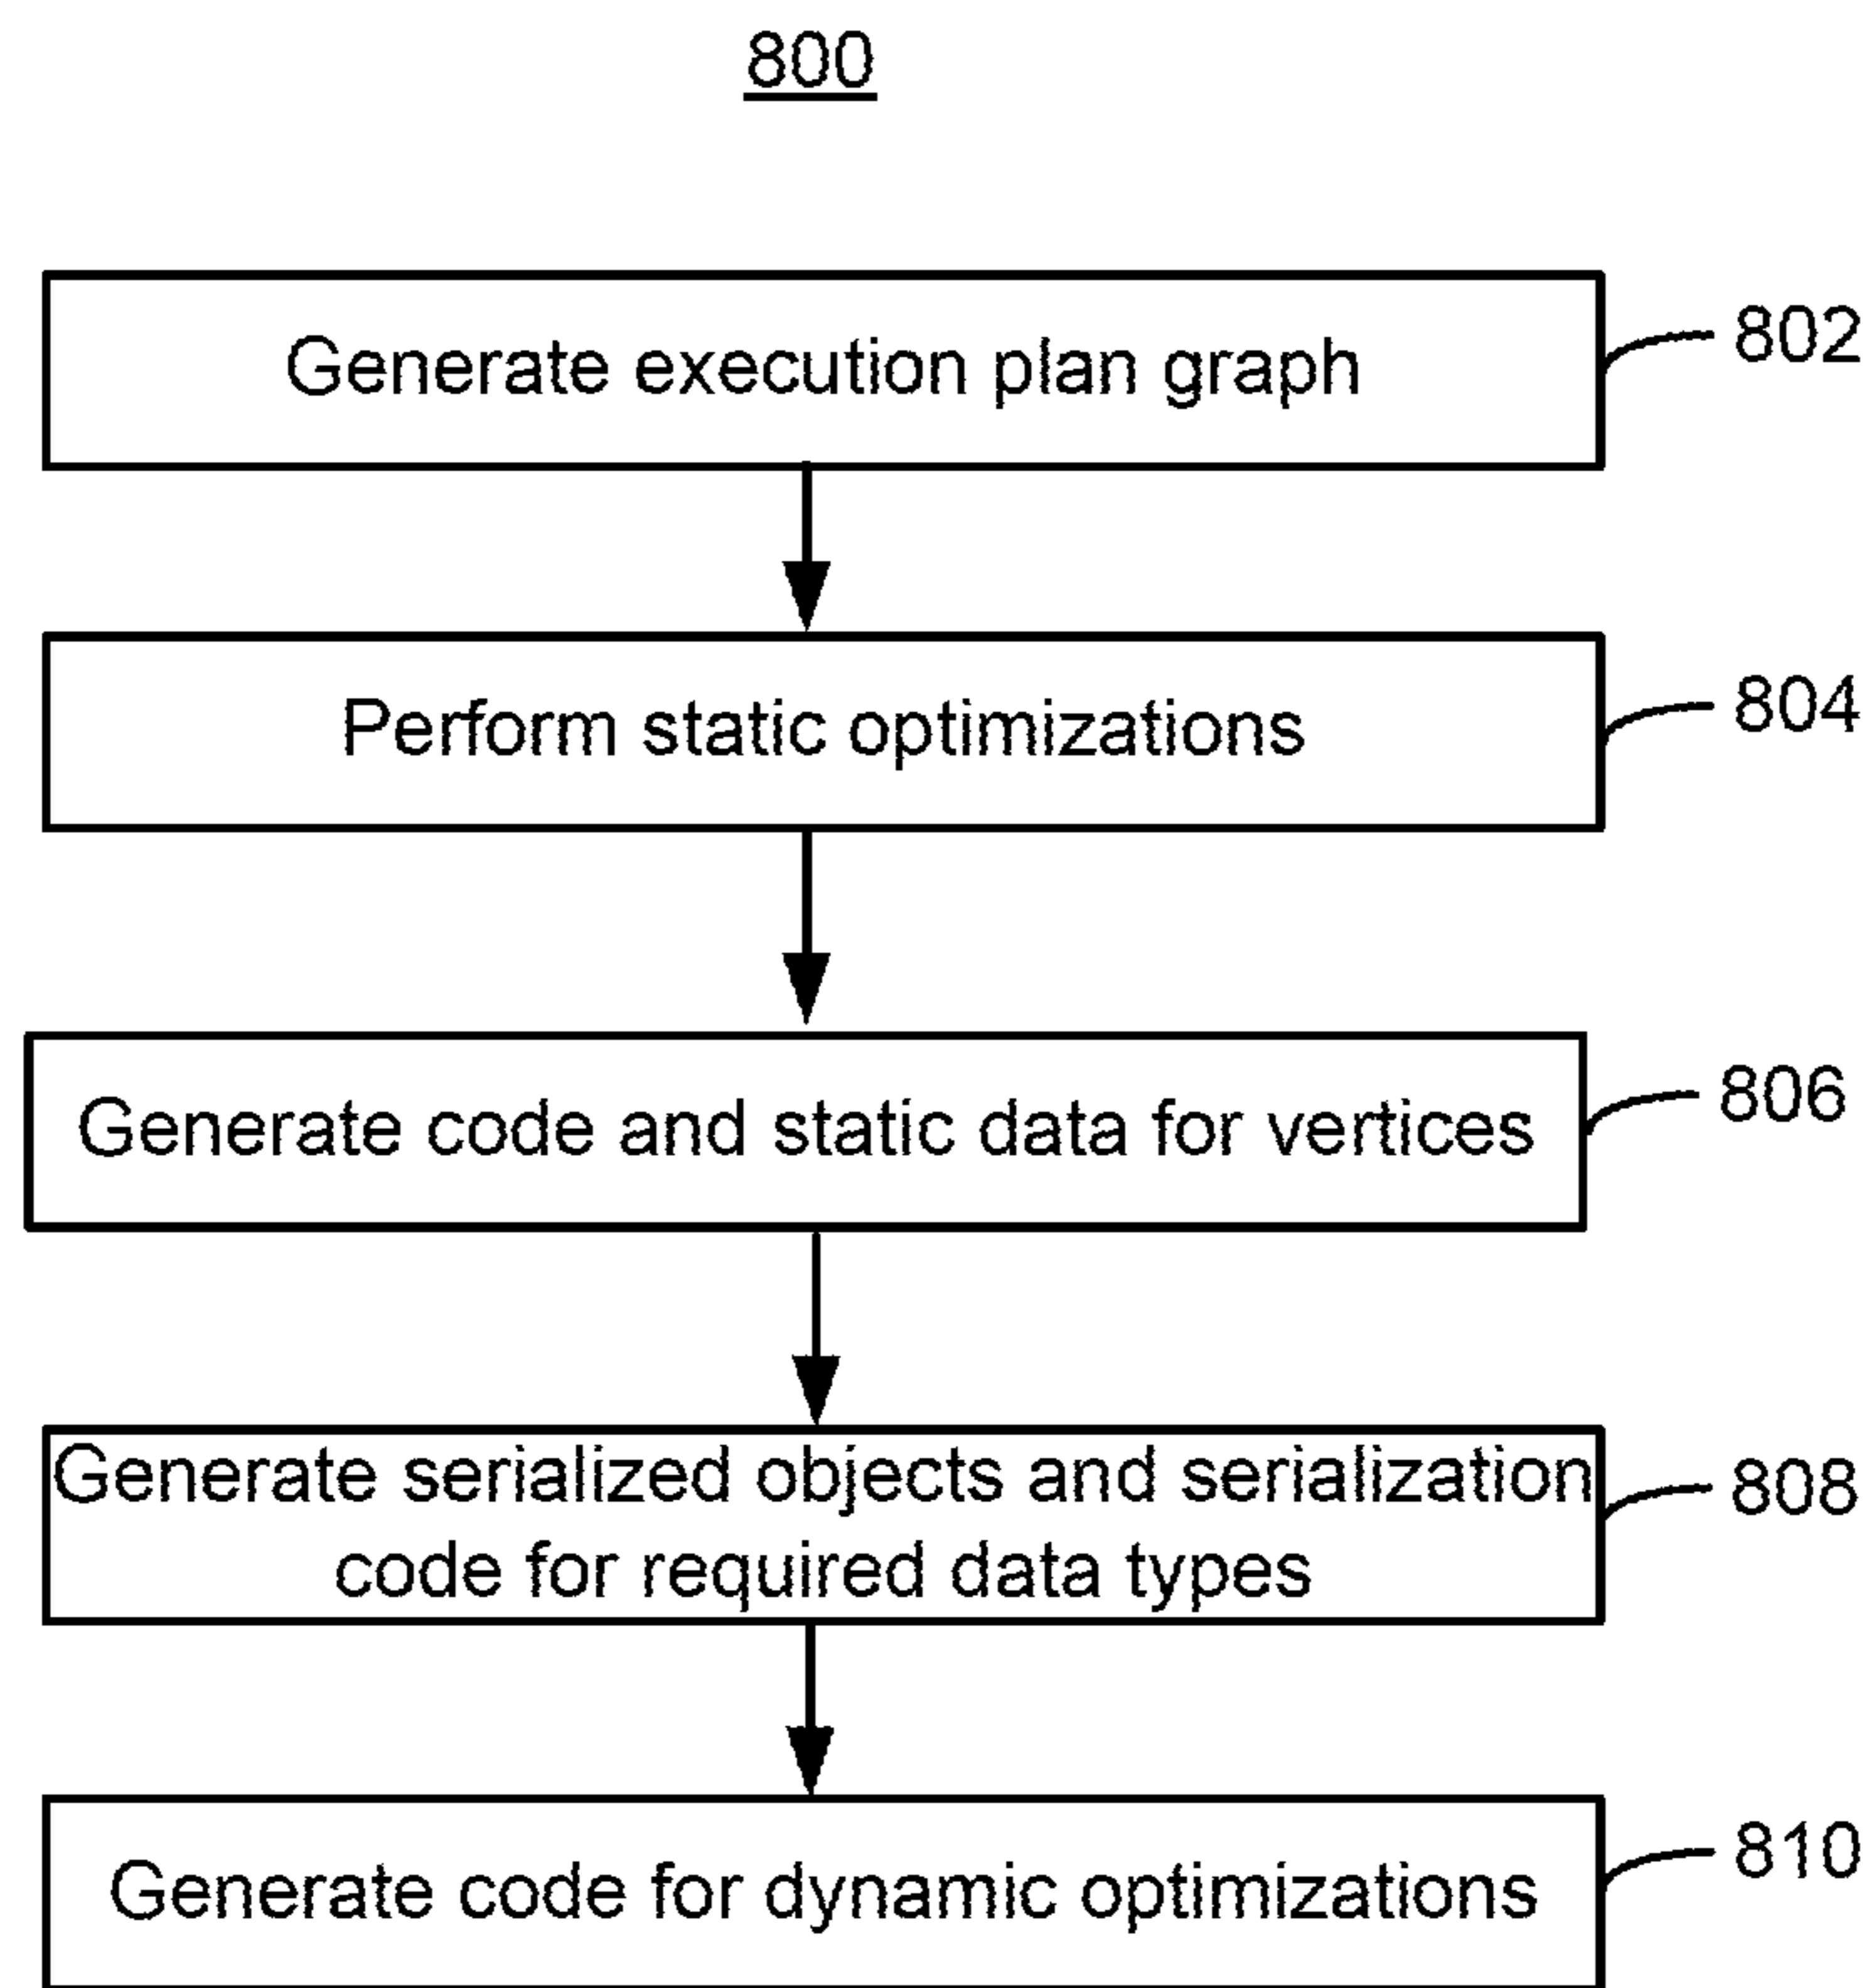 800
Generate execution plan graph
802
Perform static optimizations
804
Generate code and static data for vertices
806
Generate serialized objects and serialization
code for required data types
808
Generate code for dynamic optimizations
810